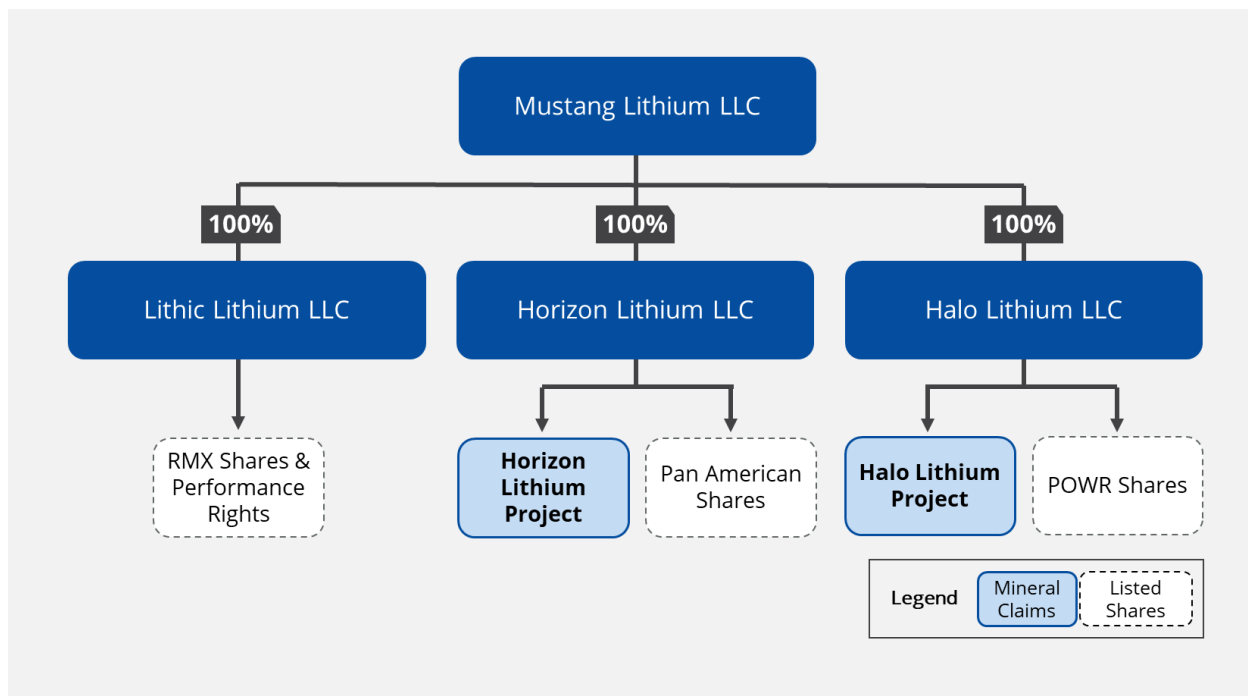 Mustang Lithium LLC
100%
100%
100%
Lithic Lithium LLC
Horizon Lithium LLC
Halo Lithium LLC
RMX Shares &
Performance
Rights
Horizon
Lithium
Project
Pan American
Shares
Halo Lithium
Project
POWR Shares
Legend
Mineral
Claims
Listed
Shares